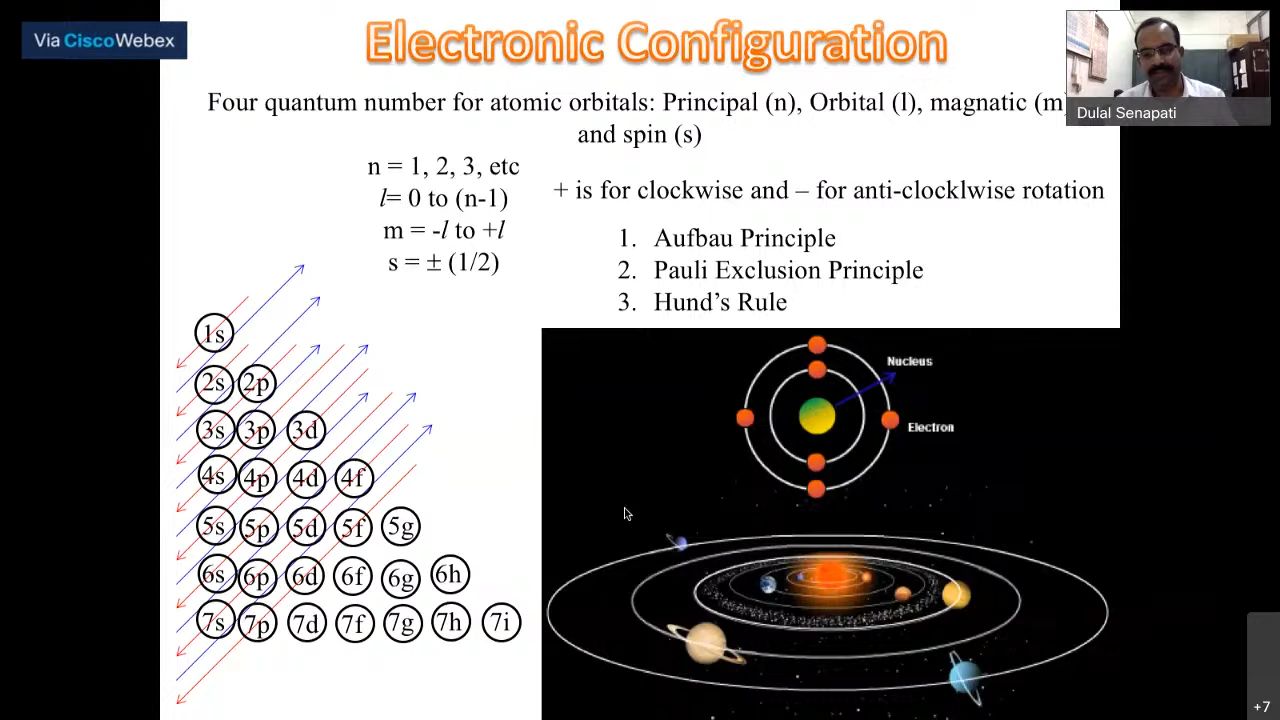 Via CiscoWebex
Electronic Configuration
Four quantum number for atomic orbitals: Principal (n), Orbital (l), magnatic (m)
and spin (s)
n = 1, 2, 3, etc
l= 0 to (n-1)
m = -l to +l
s = ± (1/2)
+ is for clockwise and – for anti-clocklwise rotation
1. Aufbau Principle
2. Pauli Exclusion Principle
3. Hund’s Rule
Dulal Senapati
1s
2s 2p
3s 3p 3d
4s 4p 4d 4f
5s 5p 5d 5f 5g
6s 6p 6d 6f 6g 6h
7s 7p 7d 7f 7g 7h 7i
Nucleus
Electron
+7